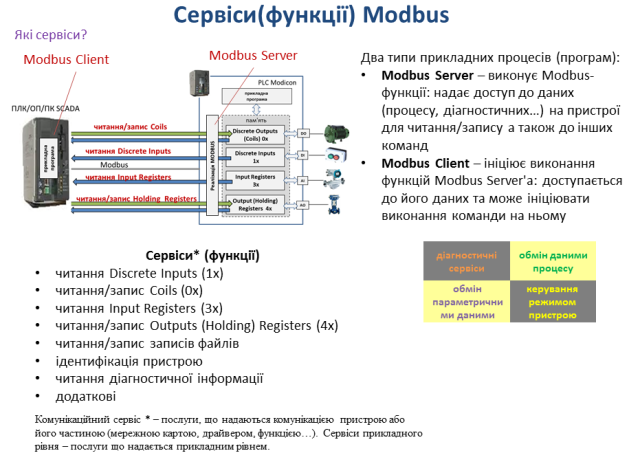 Сервіси(функції) Modbus
Які сервіси?
Modbus Client
Modbus Server
PLC Modicon
прикладна
програма
ПЛК/ОП/ПК SCADA
пам'ять
читання/запис Coils
Discrete Outputs
(Coils) 0x
DO
читання Discrete Inputs
Discrete Inputs
1x
DI
Modbus
прикладна
програма
Реалізація MODBUS
читання Input Registers
Input Registers
3x
AI
читання/запис Holding Registers
Output (Holding)
Registers 4x
AO
Два типи прикладних процесів (програм):
• Modbus Server – виконує Modbus-
функції: надає доступ до даних
(процесу, діагностичних...) на пристрої
для читання/запису а також до інших
команд
• Modbus Client – ініціює виконання
функцій Modbus Server'а: доступається
до його даних та може ініціювати
виконання команди на ньому
діагностичні
сервіси
обмін даними
процесу
обмін
параметрични
ми даними
керування
режимом
пристрою
Сервіси* (функції)
• читання Discrete Inputs (1x)
• читання/запис Coils (0x)
• читання Input Registers (3x)
• читання/запис Outputs (Holding) Registers (4x)
• читання/запис записів файлів
• ідентифікація пристрою
• читання діагностичної інформації
• додаткові
Комунікаційний сервіс * – послуги, що надаються комунікацією пристрою або
його частиною (мережною картою, драйвером, функцією…). Сервіси прикладного
рівня – послуги що надається прикладним рівнем.